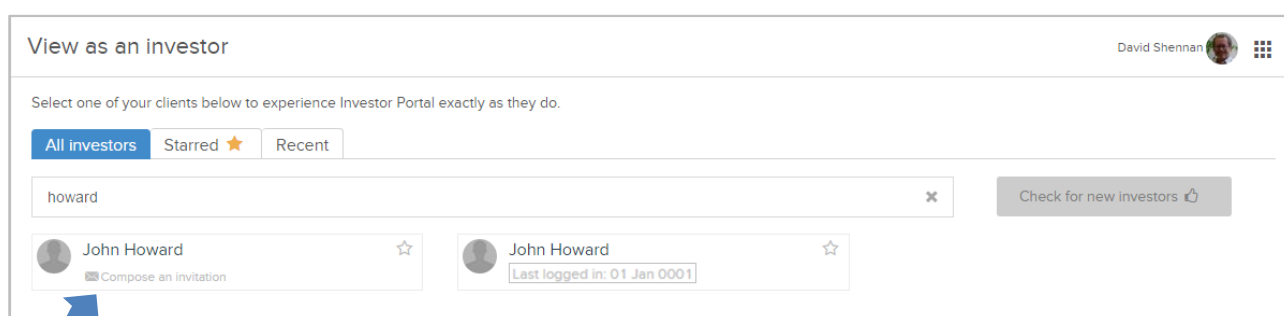 View as an investor
David Shennan
Select one of your clients below to experience Investor Portal exactly as they do.
All investors
Starred
Recent
howard
Check for new investors
John Howard
Compose an invitation
John Howard
Last logged in: 01 Jan 0001